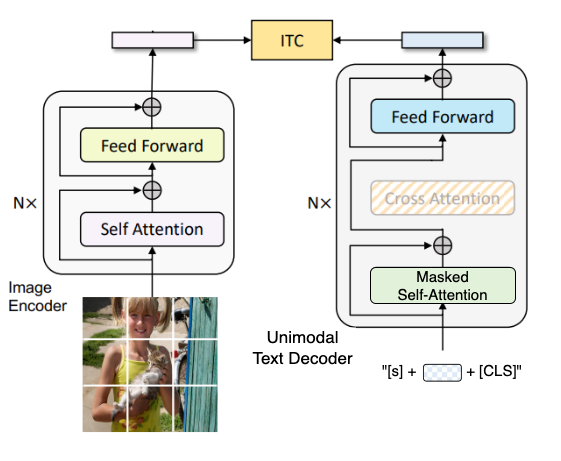 ITC
Feed Forward
Self Attention
N×
Image
Encoder
Feed Forward
Cross Attention
N×
Masked
Self-Attention
Unimodal
Text Decoder
"[s] + + [CLS]"